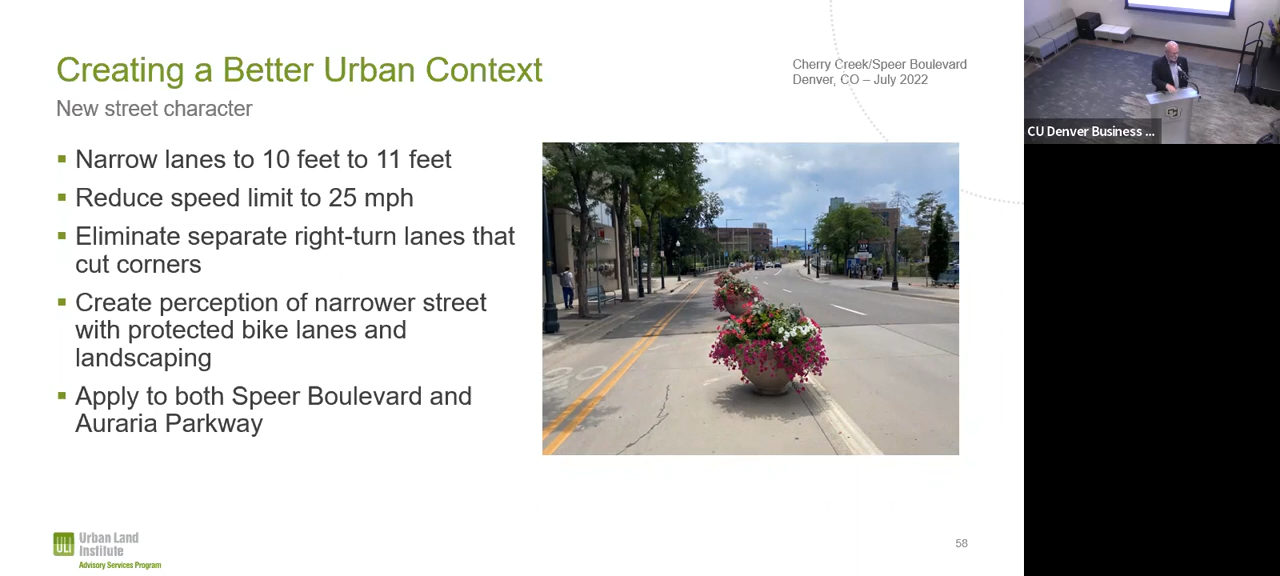 Creating a Better Urban Context
New street character
Cherry Creek/Speer Boulevard
Denver, CO – July 2022
▪ Narrow lanes to 10 feet to 11 feet
▪ Reduce speed limit to 25 mph
▪ Eliminate separate right-turn lanes that
cut corners
▪ Create perception of narrower street
with protected bike lanes and
landscaping
▪ Apply to both Speer Boulevard and
Auraria Parkway
ULI
Urban Land
Institute
Advisory Services Program
58
CU Denver Business ...